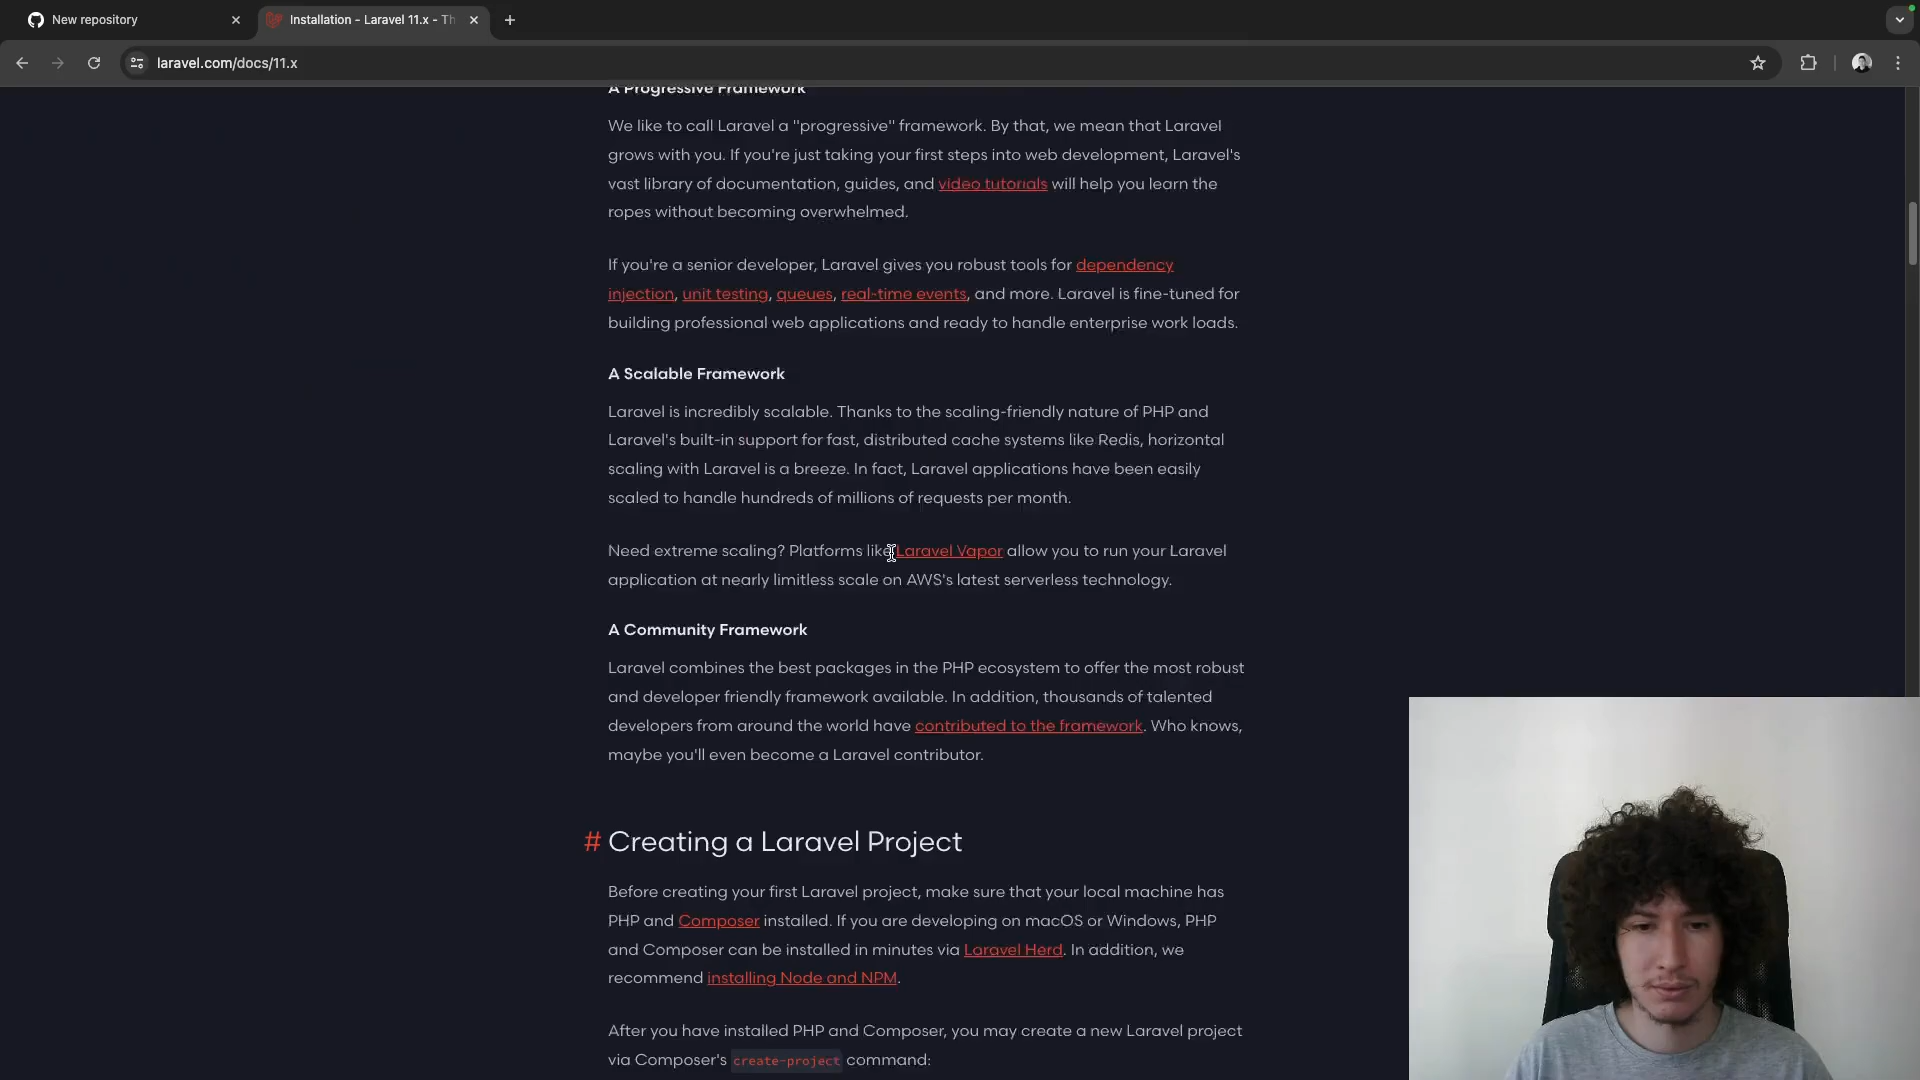 New repository
Installation - Laravel 11.x - Th
laravel.com/docs/11.x
A Progressive Framework
We like to call Laravel a "progressive" framework. By that, we mean that Laravel
grows with you. If you're just taking your first steps into web development, Laravel's
vast library of documentation, guides, and video tutorials will help you learn the
ropes without becoming overwhelmed.
If you're a senior developer, Laravel gives you robust tools for dependency
injection, unit testing, queues, real-time events, and more. Laravel is fine-tuned for
building professional web applications and ready to handle enterprise work loads.
A Scalable Framework
Laravel is incredibly scalable. Thanks to the scaling-friendly nature of PHP and
Laravel's built-in support for fast, distributed cache systems like Redis, horizontal
scaling with Laravel is a breeze. In fact, Laravel applications have been easily
scaled to handle hundreds of millions of requests per month.
Need extreme scaling? Platforms like Laravel Vapor allow you to run your Laravel
application at nearly limitless scale on AWS's latest serverless technology.
A Community Framework
Laravel combines the best packages in the PHP ecosystem to offer the most robust
and developer friendly framework available. In addition, thousands of talented
developers from around the world have contributed to the framework. Who knows,
maybe you'll even become a Laravel contributor.
# Creating a Laravel Project
Before creating your first Laravel project, make sure that your local machine has
PHP and Composer installed. If you are developing on macOS or Windows, PHP
and Composer can be installed in minutes via Laravel Herd. In addition, we
recommend installing Node and NPM.
After you have installed PHP and Composer, you may create a new Laravel project
via Composer's create-project command: